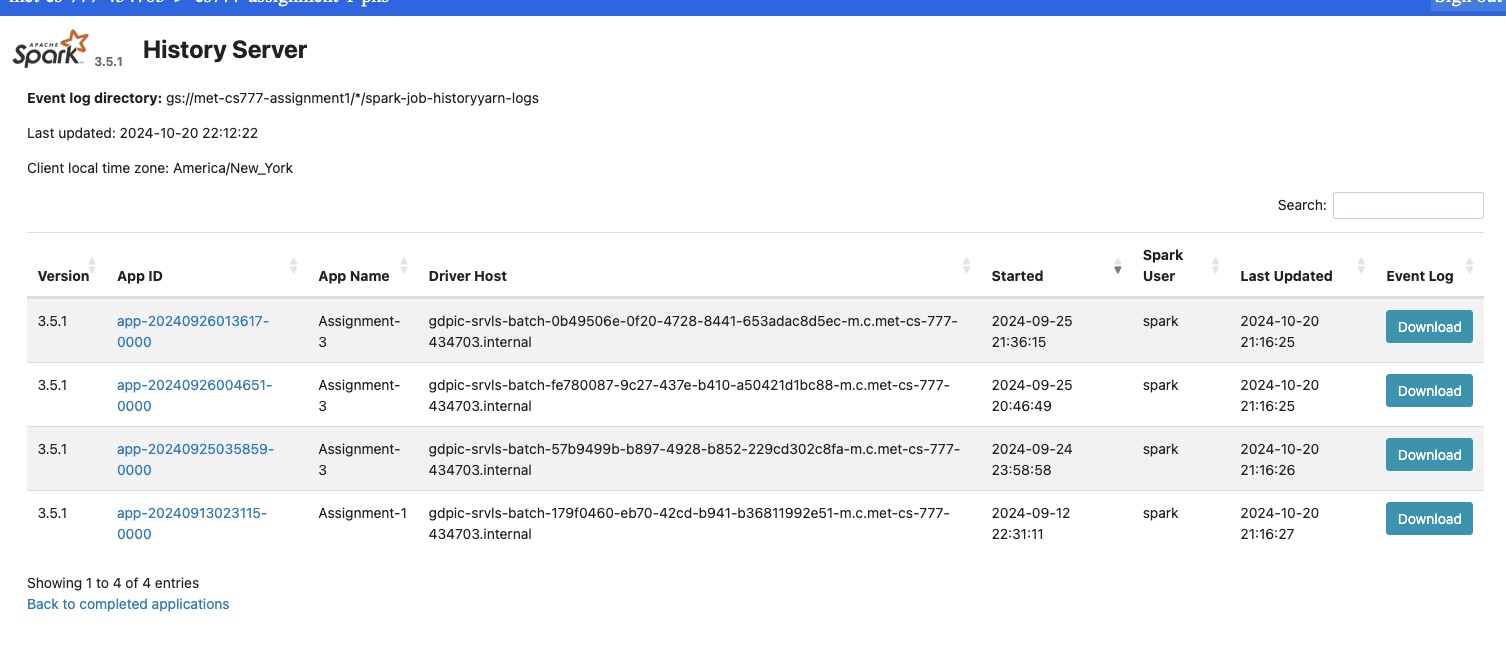 met-cs-777-434703 > cs777-assignment-1-phs
Sign out
APACHE Spark 3.5.1 History Server
Event log directory: gs://met-cs777-assignment1/*/spark-job-historyyarn-logs
Last updated: 2024-10-20 22:12:22
Client local time zone: America/New_York
Search:
Version App ID App Name Driver Host Started Spark User Last Updated Event Log
3.5.1 app-20240926013617- Assignment- gdpic-srvls-batch-0b49506e-0f20-4728-8441-653adac8d5ec-m.c.met-cs-777- 2024-09-25 spark 2024-10-20 Download
0000 3 434703.internal 21:36:15 21:16:25
3.5.1 app-20240926004651- Assignment- gdpic-srvls-batch-fe780087-9c27-437e-b410-a50421d1bc88-m.c.met-cs-777- 2024-09-25 spark 2024-10-20 Download
0000 3 434703.internal 20:46:49 21:16:25
3.5.1 app-20240925035859- Assignment- gdpic-srvls-batch-57b9499b-b897-4928-b852-229cd302c8fa-m.c.met-cs-777- 2024-09-24 spark 2024-10-20 Download
0000 3 434703.internal 23:58:58 21:16:26
3.5.1 app-20240913023115- Assignment-1 gdpic-srvls-batch-179f0460-eb70-42cd-b941-b36811992e51-m.c.met-cs-777- 2024-09-12 spark 2024-10-20 Download
0000 434703.internal 22:31:11 21:16:27
Showing 1 to 4 of 4 entries
Back to completed applications